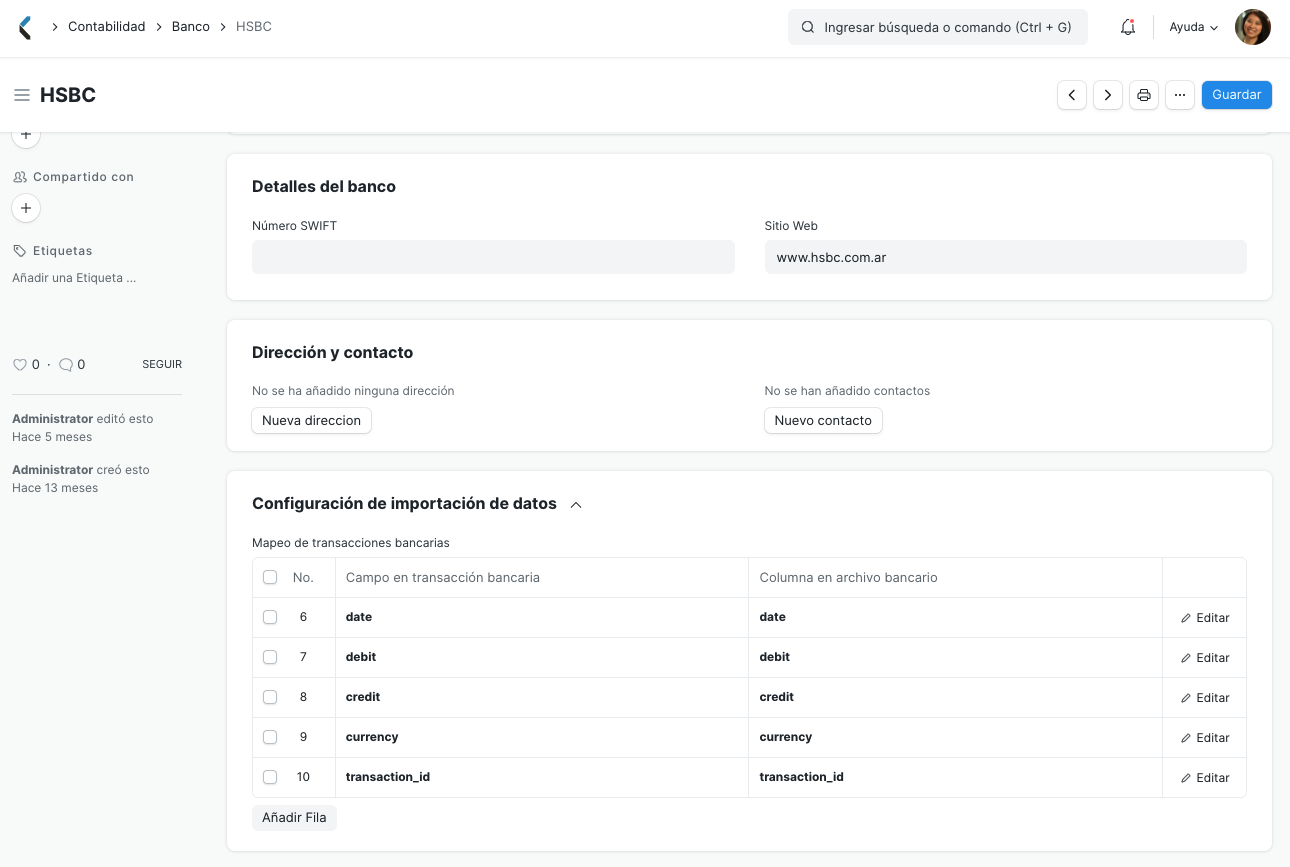 Contabilidad Banco HSBC
Ingresar búsqueda o comando (Ctrl + G)
Ayuda
HSBC
Guardar
Compartido con
Etiquetas
Añadir una Etiqueta ...
0 · 0 SEGUIR
Administrator editó esto
Hace 5 meses
Administrator creó esto
Hace 13 meses
Detalles del banco
Número SWIFT Sitio Web
www.hsbc.com.ar
Dirección y contacto
No se ha añadido ninguna dirección No se han añadido contactos
Nueva direccion Nuevo contacto
Configuración de importación de datos
Mapeo de transacciones bancarias
No. Campo en transacción bancaria Columna en archivo bancario
6 date date Editar
7 debit debit Editar
8 credit credit Editar
9 currency currency Editar
10 transaction_id transaction_id Editar
Añadir Fila